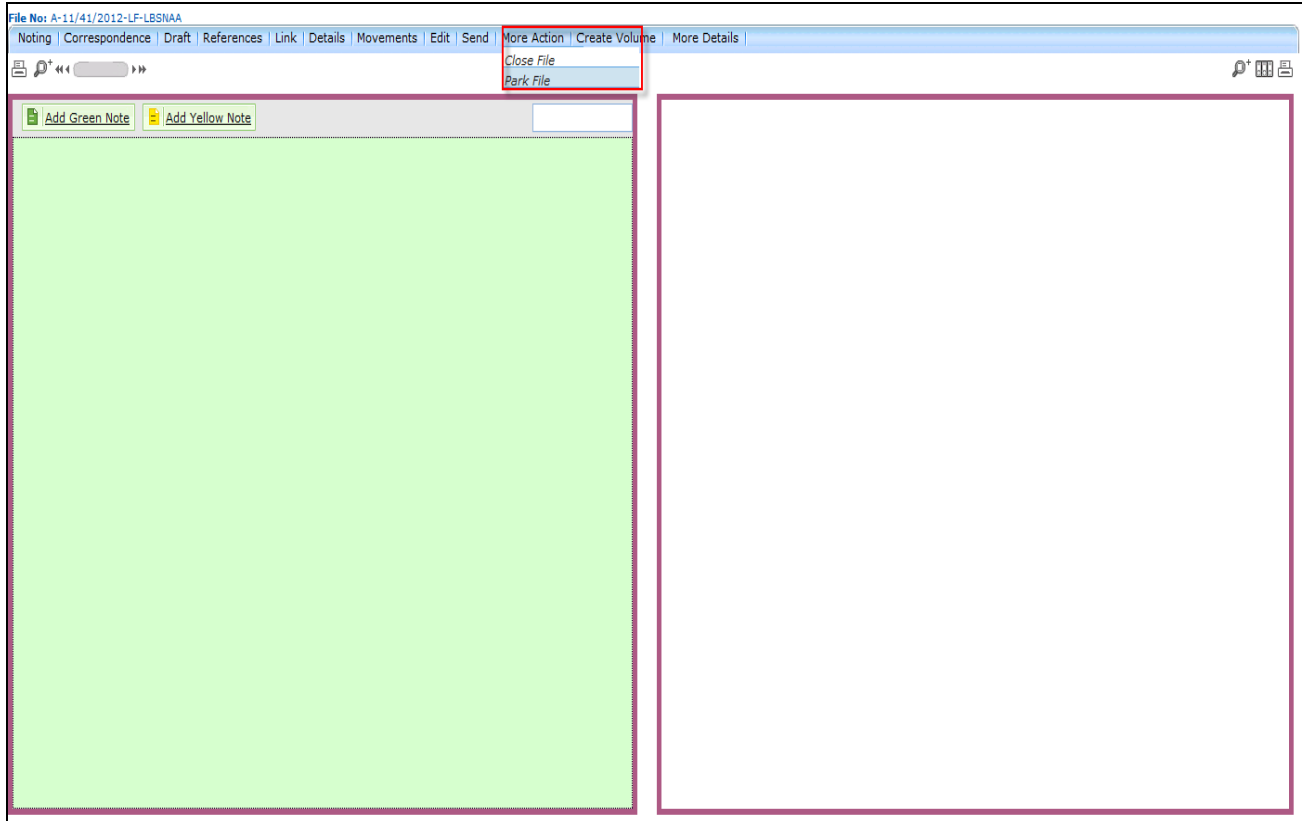 File No: A-11/41/2012-LF-LBSNAA
Noting | Correspondence | Draft | References | Link | Details | Movements | Edit | Send | More Action | Create Volume | More Details |
Close File
Park File
Add Green Note Add Yellow Note